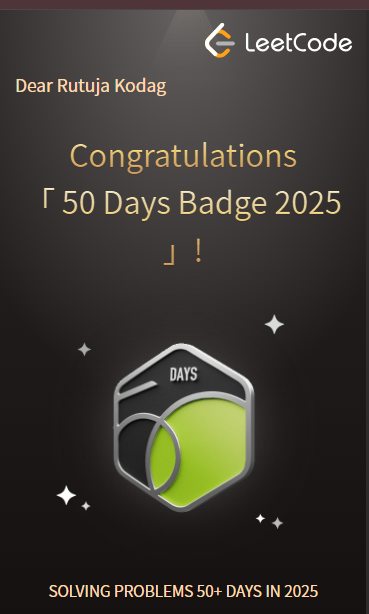 LeetCode
Dear Rutuja Kodag
Congratulations
「 50 Days Badge 2025
」!
DAYS
SOLVING PROBLEMS 50+ DAYS IN 2025